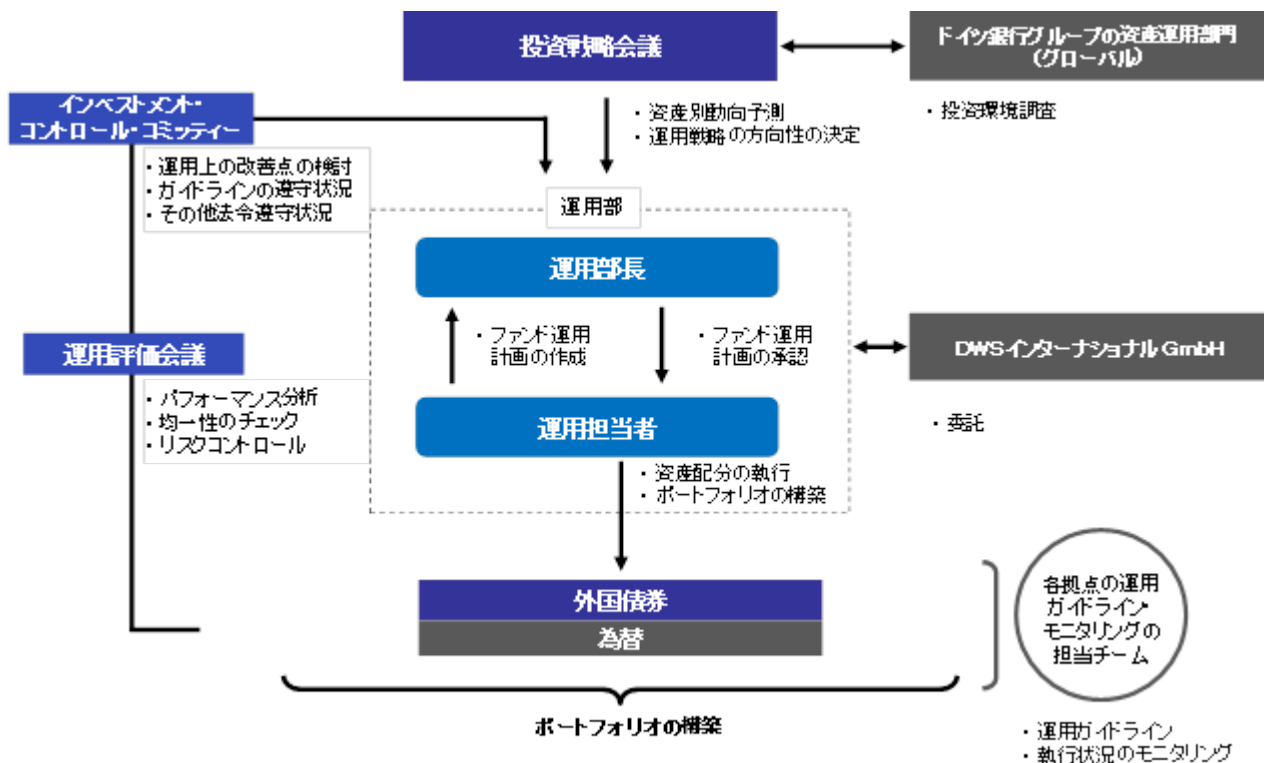 投資戦略会議
ドイツ銀行グループの資産運用部門
(グローバル)
・投資環境調査
・資産別動向予測
・運用戦略の方向性の決定
インベストメント・
コントロール・コミッティー
・運用上の改善点の検討
・ガイドラインの遵守状況
・その他法令遵守状況
運用部
運用部長
・ファンド運用
計画の作成
・ファンド運用
計画の承認
運用評価会議
・パフォーマンス分析
・均一性のチェック
・リスクコントロール
DWSインターナショナルGmbH
・委託
運用担当者
・資産配分の執行
・ポートフォリオの構築
外国債券
為替
ポートフォリオの構築
各拠点の運用
ガイドライン・
モニタリングの
担当チーム
・運用ガイドライン
・執行状況のモニタリング